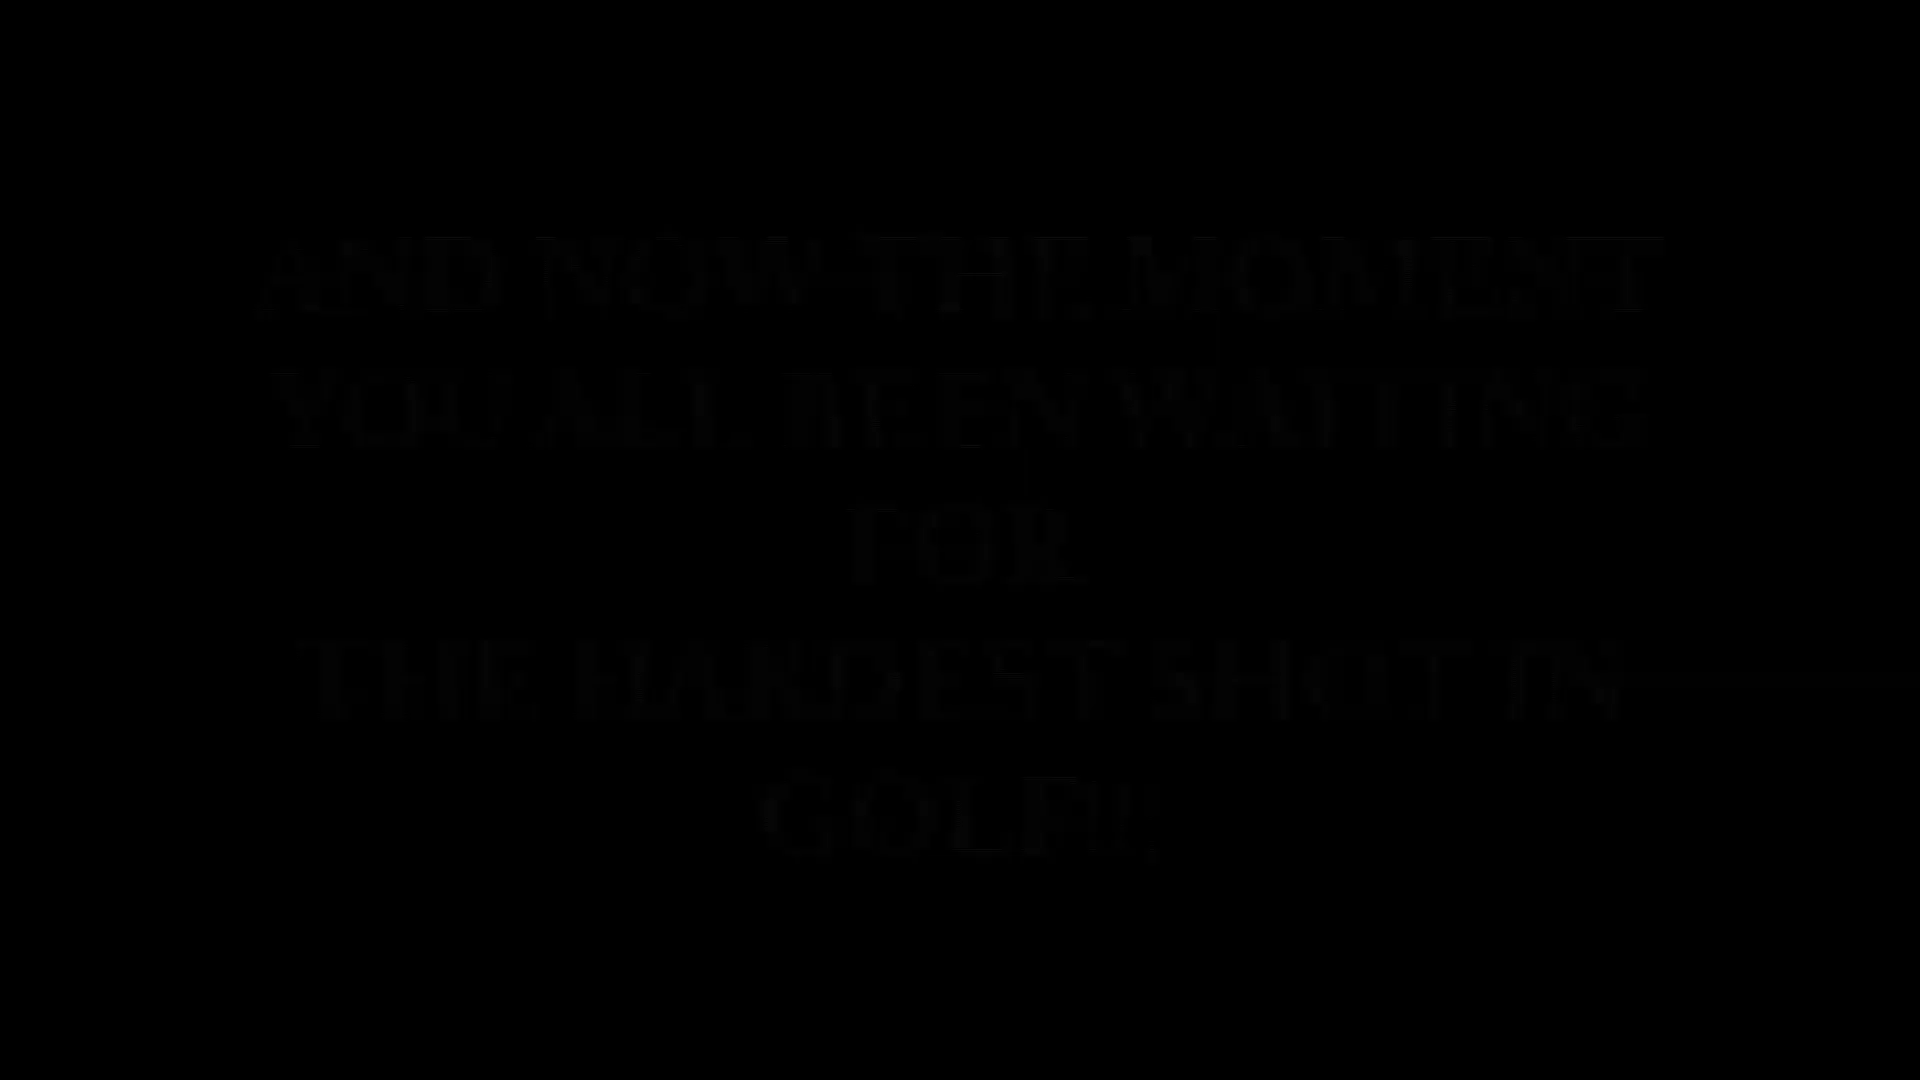 AND NOW THE MOMENT
YOU ALL BEEN WAITING
FOR
THE HARDEST SHOT IN
GOLF!!!